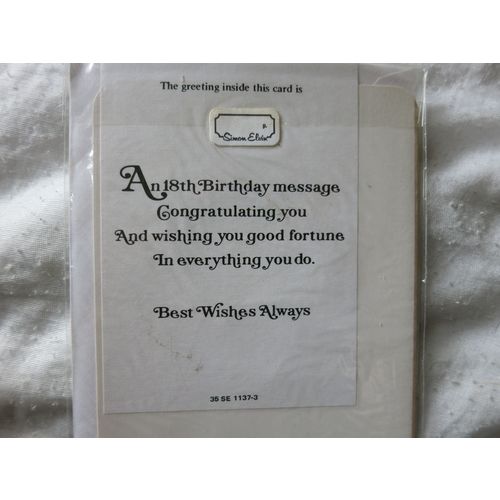 The greeting inside this card is
Simon Elvin
An 18th Birthday message
Congratulating you
And wishing you good fortune
In everything you do.
Best Wishes Always
35 SE 1137-3